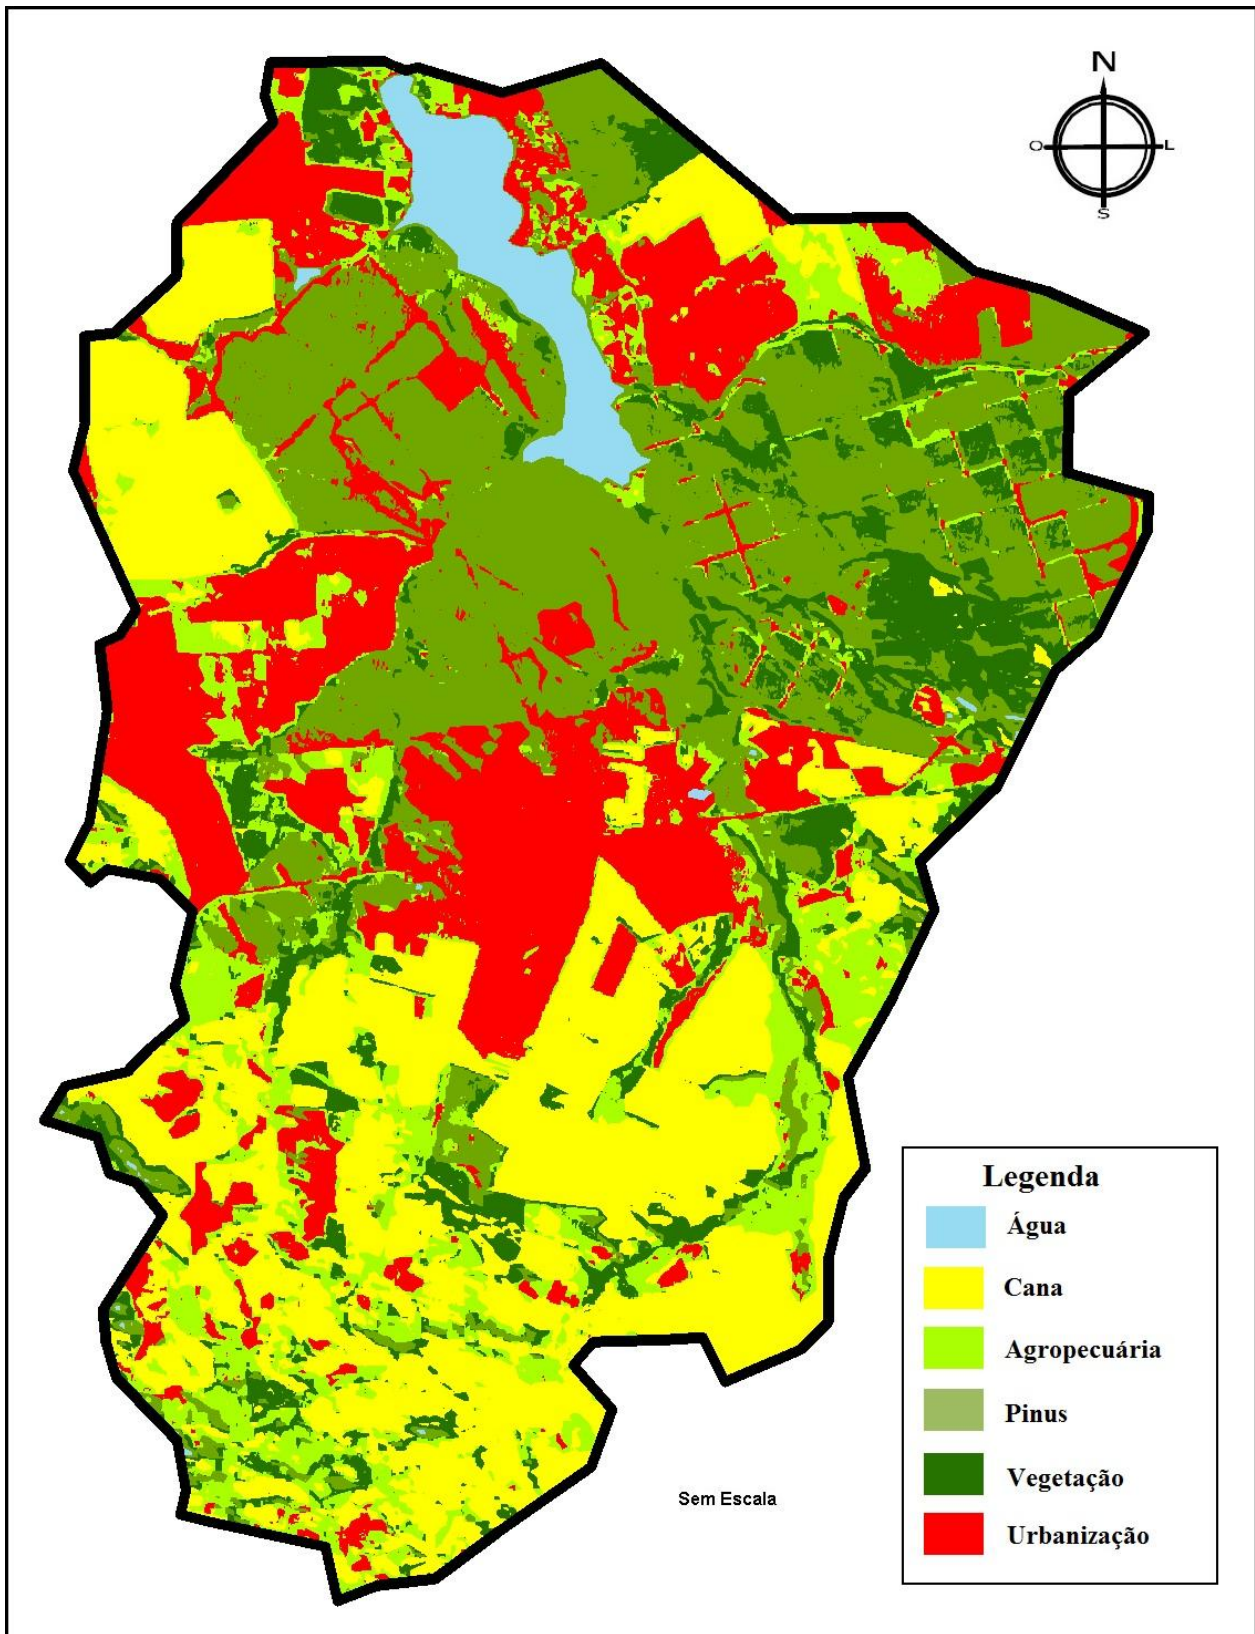 N
O
L
S
Legenda
Água
Cana
Agropecuária
Pinus
Vegetação
Urbanização
Sem Escala